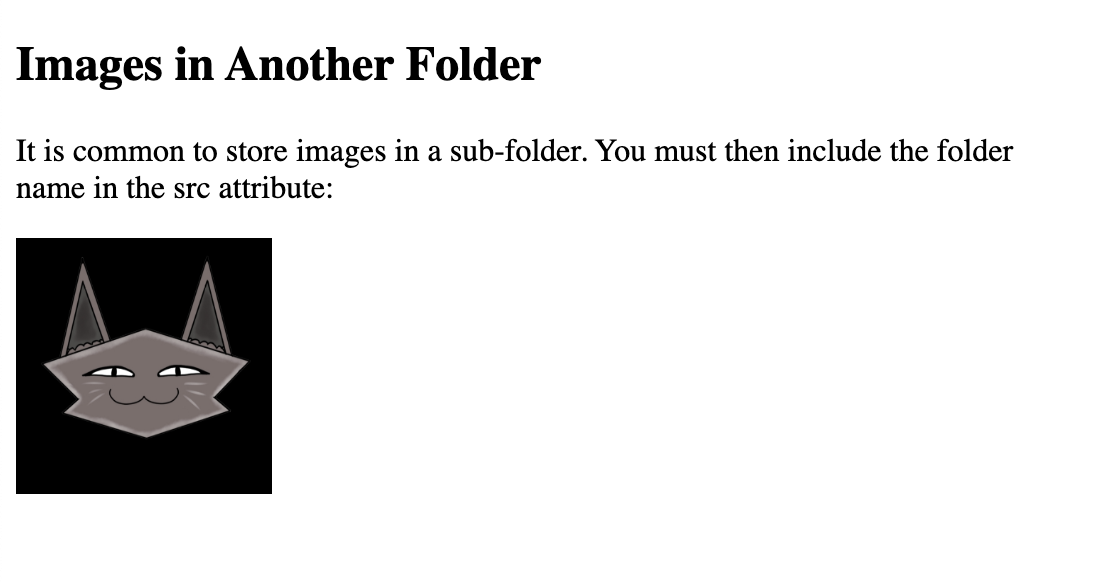 Images in Another Folder
It is common to store images in a sub-folder. You must then include the folder
name in the src attribute: